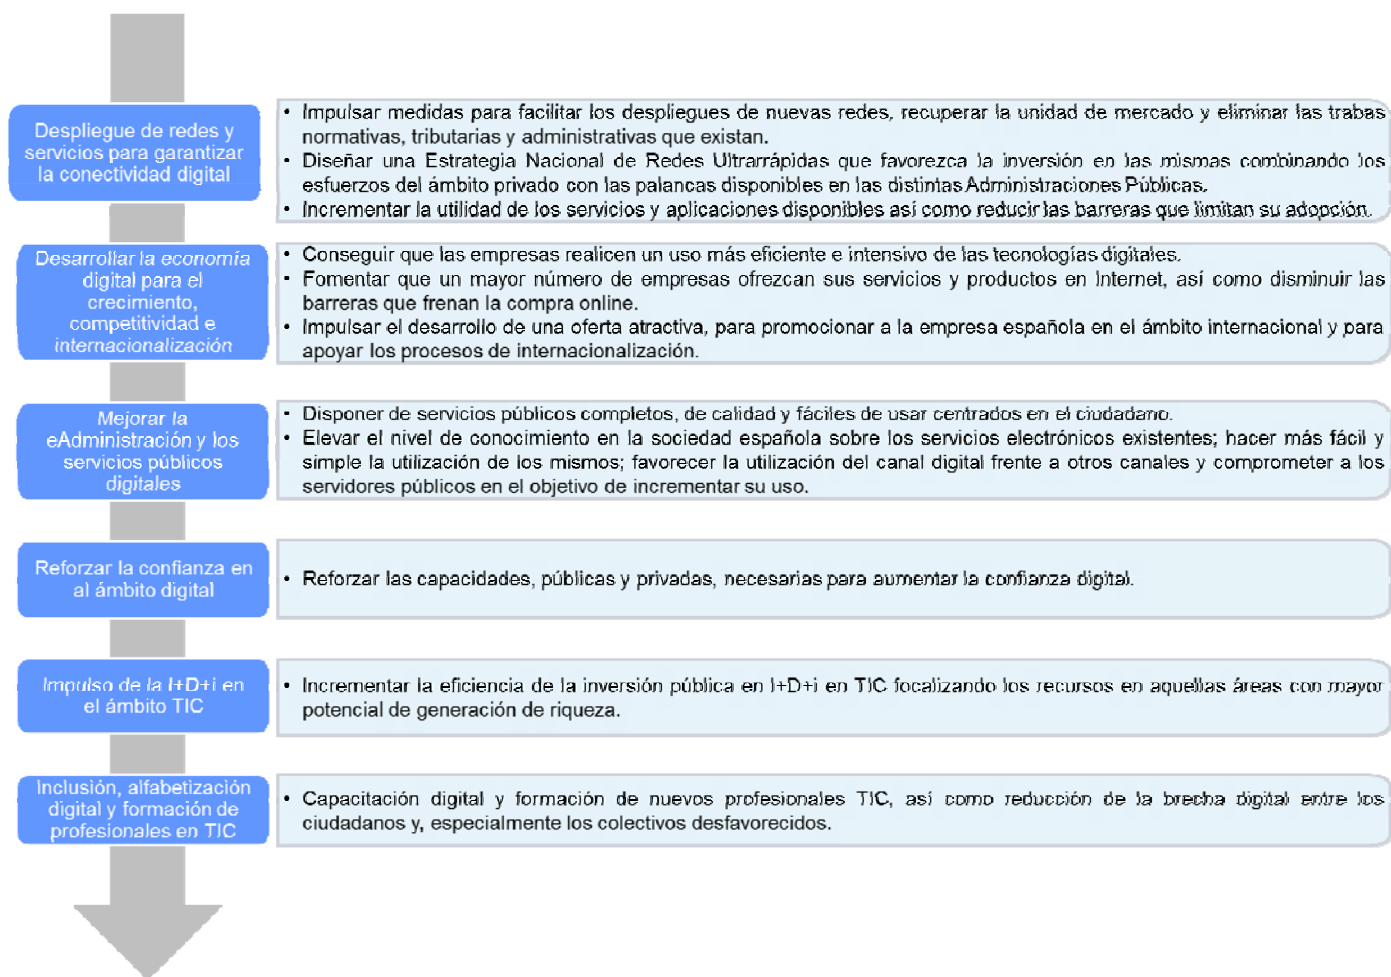 Despliegue de redes y
servicios para garantizar
la conectividad digital
• Impulsar medidas para facilitar los despliegues de nuevas redes, recuperar la unidad de mercado y eliminar las trabas
normativas, tributarias y administrativas que existan.
• Diseñar una Estrategia Nacional de Redes Ultrarrápidas que favorezca la inversión en las mismas combinando los
esfuerzos del ámbito privado con las palancas disponibles en las distintas Administraciones Públicas.
• Incrementar la utilidad de los servicios y aplicaciones disponibles así como reducir las barreras que limitan su adopción.
Desarrollar la economía
digital para el
crecimiento,
competitividad e
internacionalización
• Conseguir que las empresas realicen un uso más eficiente e intensivo de las tecnologías digitales.
• Fomentar que un mayor número de empresas ofrezcan sus servicios y productos en Internet, así como disminuir las
barreras que frenan la compra online.
• Impulsar el desarrollo de una oferta atractiva, para promocionar a la empresa española en el ámbito internacional y para
apoyar los procesos de internacionalización.
Mejorar la
eAdministración y los
servicios públicos
digitales
• Disponer de servicios públicos completos, de calidad y fáciles de usar centrados en el ciudadano.
• Elevar el nivel de conocimiento en la sociedad española sobre los servicios electrónicos existentes; hacer más fácil y
simple la utilización de los mismos; favorecer la utilización del canal digital frente a otros canales y comprometer a los
servidores públicos en el objetivo de incrementar su uso.
Reforzar la confianza en
al ámbito digital
• Reforzar las capacidades, públicas y privadas, necesarias para aumentar la confianza digital.
Impulso de la I+D+i en
el ámbito TIC
• Incrementar la eficiencia de la inversión pública en I+D+i en TIC focalizando los recursos en aquellas áreas con mayor
potencial de generación de riqueza.
Inclusión, alfabetización
digital y formación de
profesionales en TIC
• Capacitación digital y formación de nuevos profesionales TIC, así como reducción de la brecha digital entre los
ciudadanos y, especialmente los colectivos desfavorecidos.